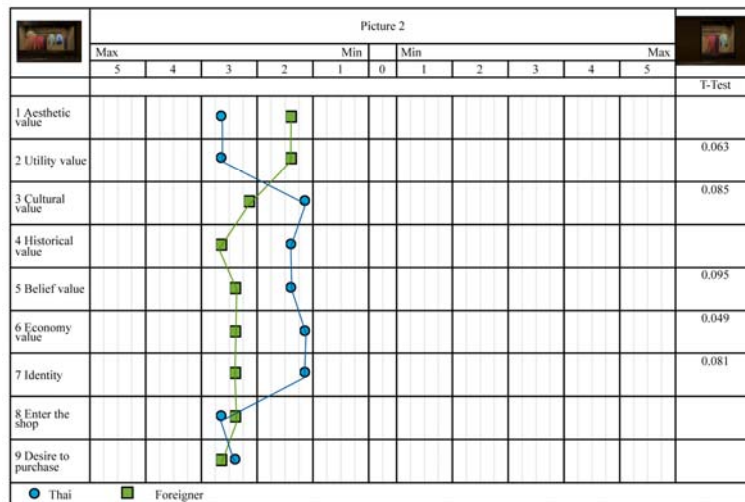 Picture 2
Max Min Min Max
5 4 3 2 1 0 1 2 3 4 5
T-Test
1 Aesthetic
value
2 Utility value 0.063
3 Cultural 0.085
value
4 Historical
value
5 Belief value 0.095
6 Economy 0.049
value
7 Identity 0.081
8 Enter the
shop
9 Desire to
purchase
Thai Foreigner